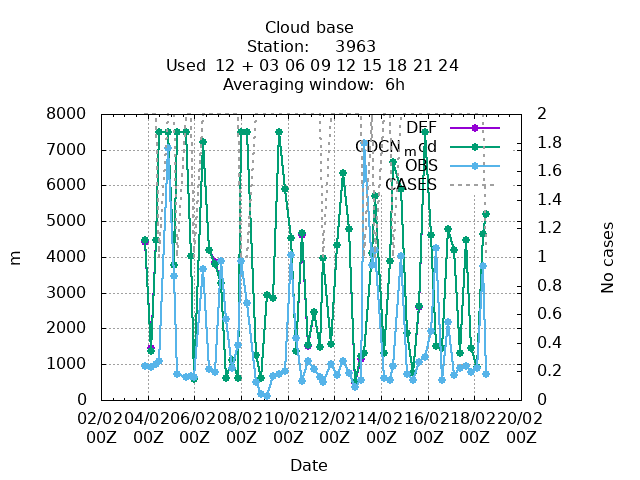 Cloud base
Station: 3963
Used 12 + 03 06 09 12 15 18 21 24
Averaging window: 6h
8000
7000
6000
5000
4000
3000
2000
1000
0
m
2
1.8
1.6
1.4
1.2
1
0.8
0.6
0.4
0.2
0
No cases
DEF
CDCN_mod
OBS
CASES
02/02 04/02 06/02 08/02 10/02 12/02 14/02 16/02 18/02 20/02
00Z 00Z 00Z 00Z 00Z 00Z 00Z 00Z 00Z 00Z
Date